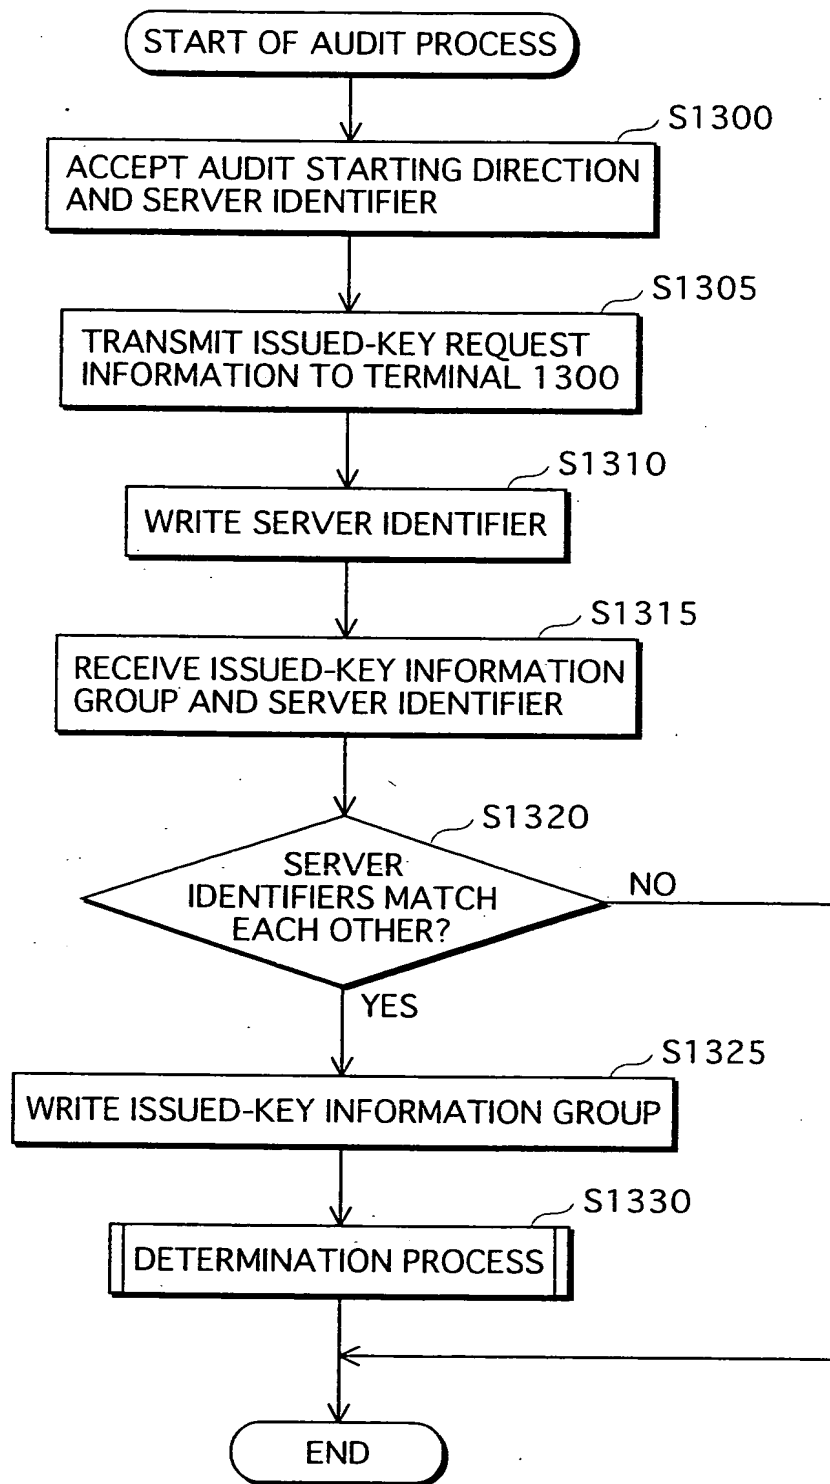 START OF AUDIT PROCESS
S1300
ACCEPT AUDIT STARTING DIRECTION
AND SERVER IDENTIFIER
S1305
TRANSMIT ISSUED-KEY REQUEST
INFORMATION TO TERMINAL 1300
S1310
WRITE SERVER IDENTIFIER
S1315
RECEIVE ISSUED-KEY INFORMATION
GROUP AND SERVER IDENTIFIER
S1320
SERVER
IDENTIFIERS MATCH
EACH OTHER?
NO
YES
S1325
WRITE ISSUED-KEY INFORMATION GROUP
S1330
DETERMINATION PROCESS
END